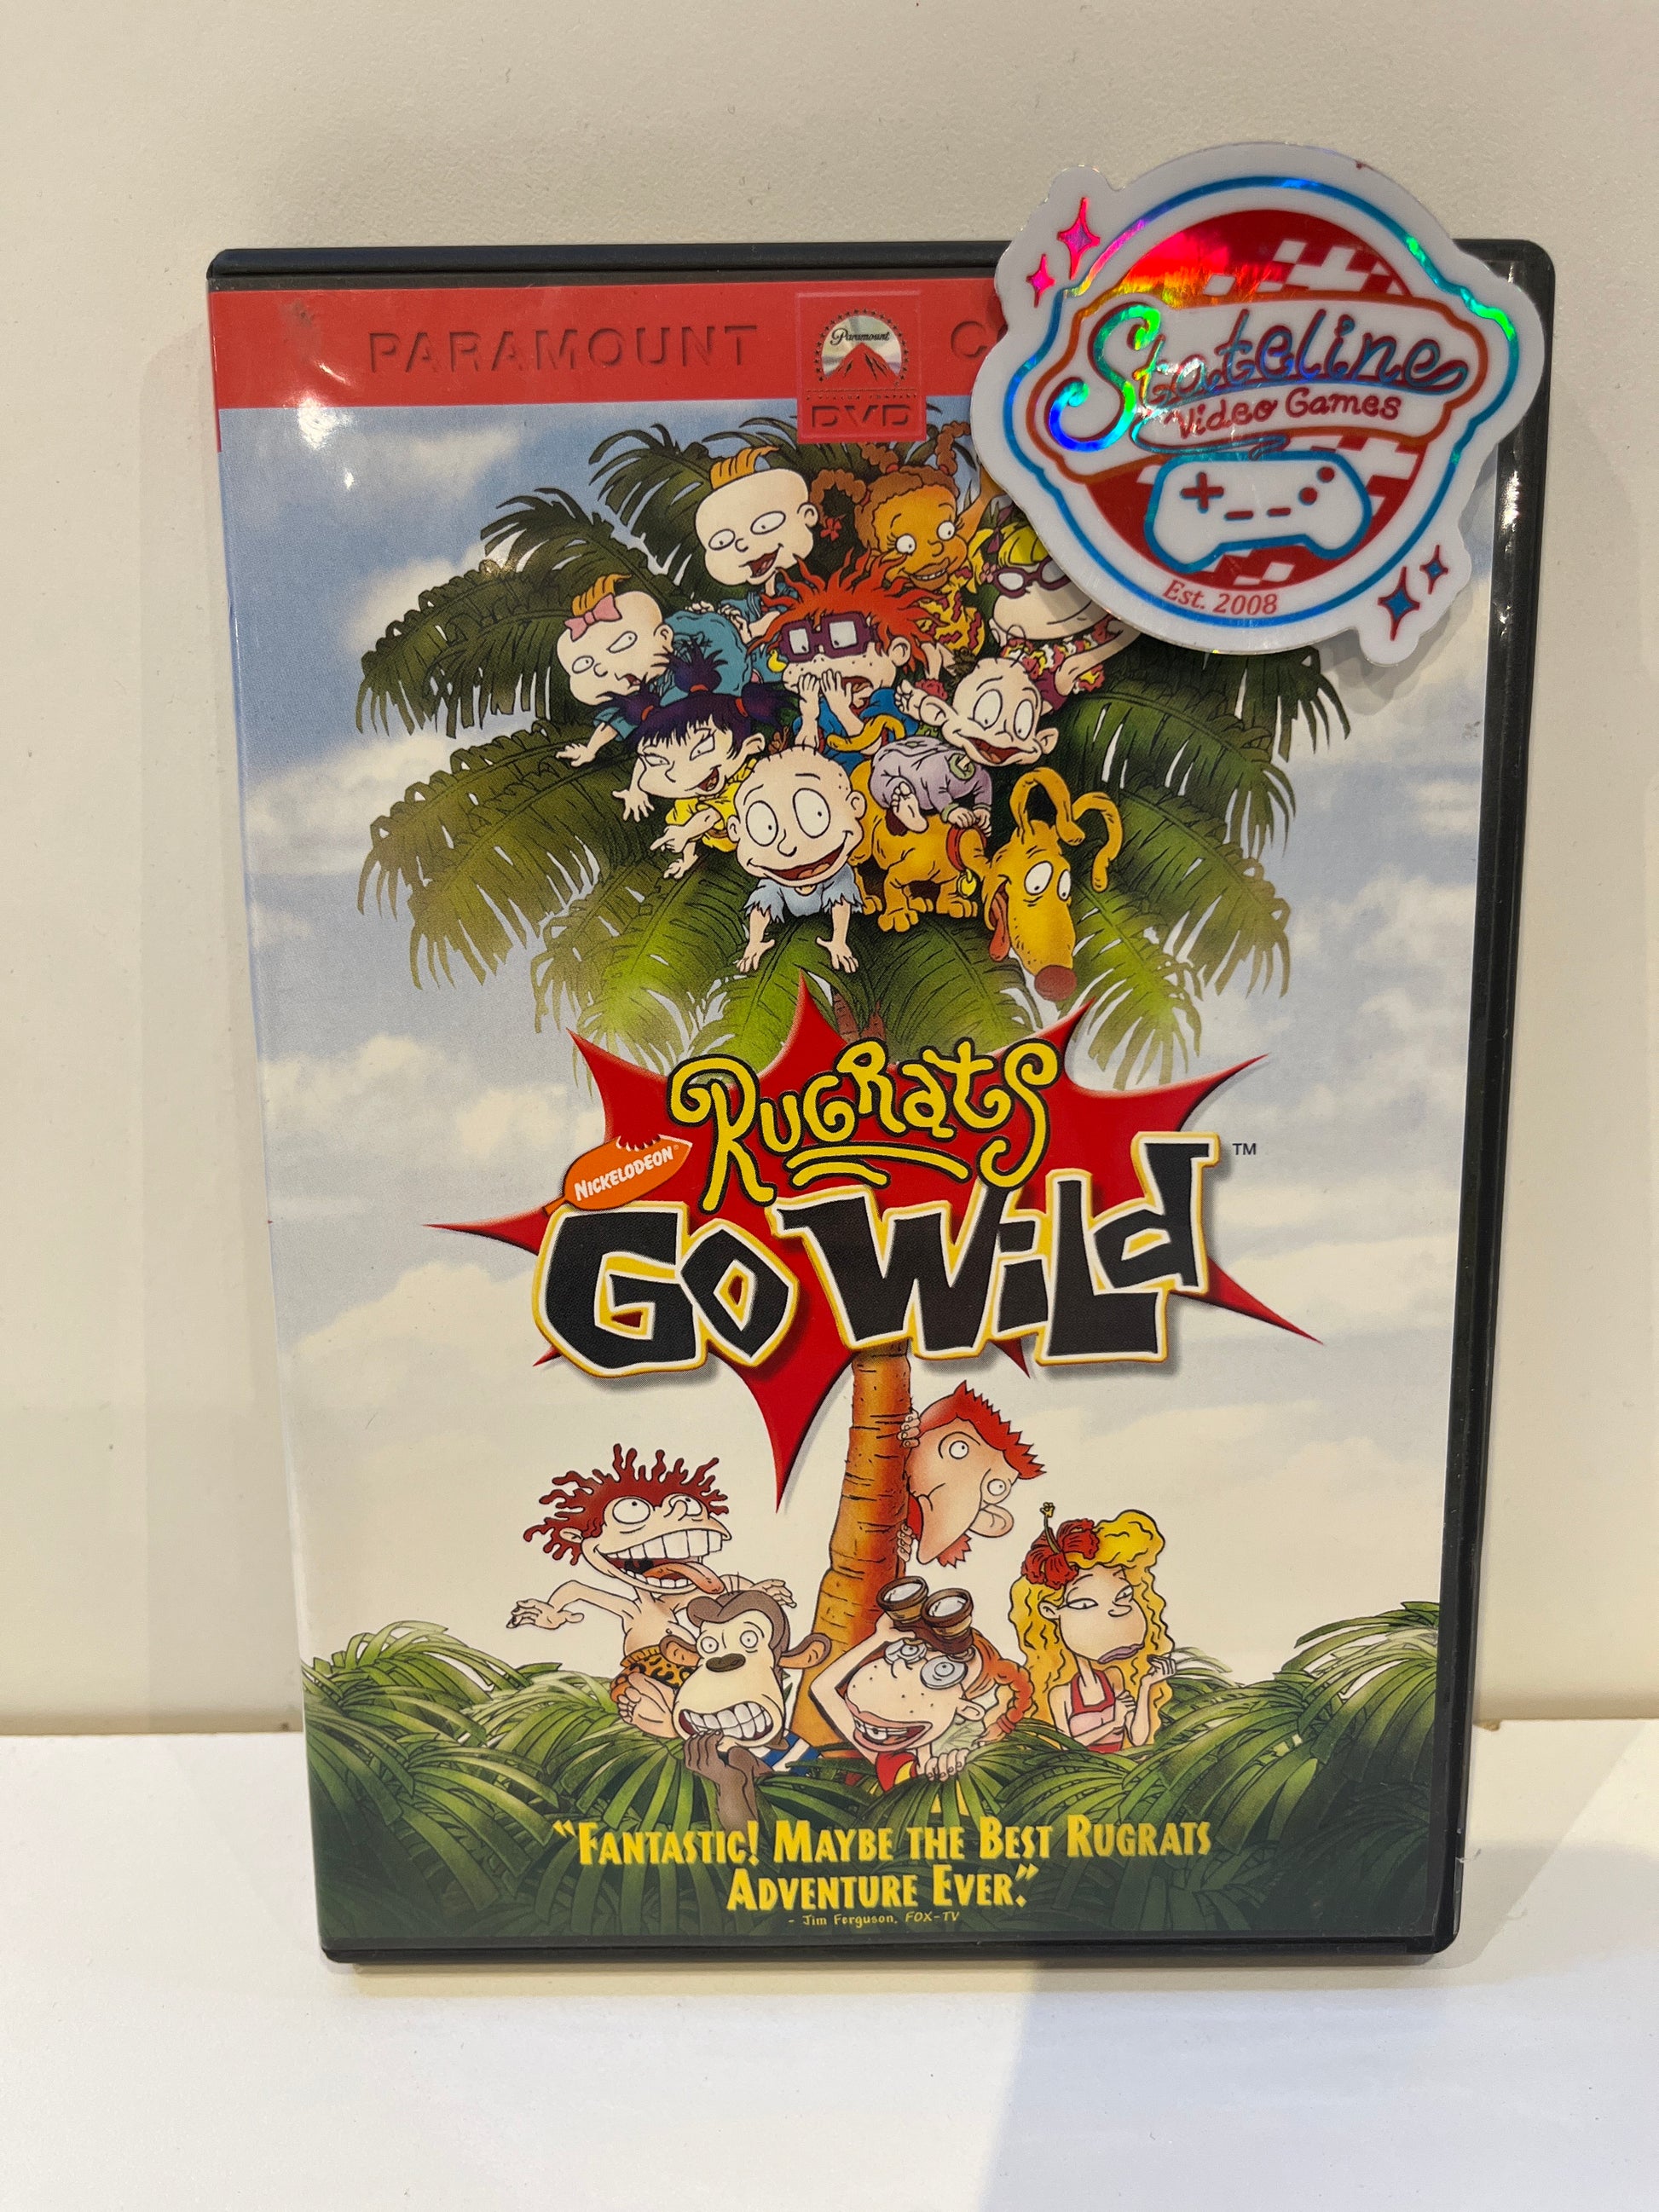 PARAMOUNT
Paramount
DVD
Stateline
Video Games
Est. 2008
Rugrats
NICKELODEON
GO WiLd ™
“FANTASTIC! MAYBE THE BEST RUGRATS
ADVENTURE EVER.”
- Jim Ferguson, FOX-TV